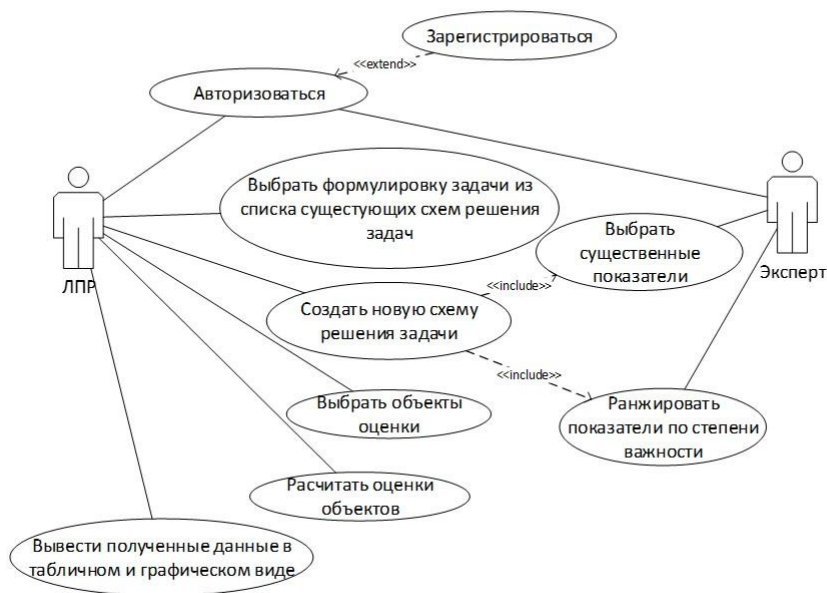 Зарегистрироваться
<<extend>>
Авторизоваться
Выбрать формулировку задачи из
списка сущестующих схем решения
задач
Выбрать
существенные
показатели
ЛПР
Эксперт
<<include>>
Создать новую схему
решения задачи
<<include>>
Выбрать объекты
оценки
Ранжировать
показатели по степени
важности
Расчитать оценки
объектов
Вывести полученные данные в
табличном и графическом виде